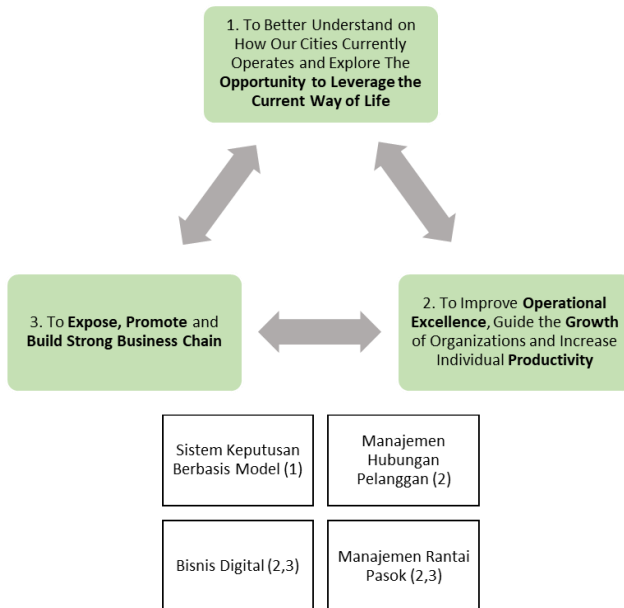 1. To Better Understand on
How Our Cities Currently
Operates and Explore The
Opportunity to Leverage the
Current Way of Life
3. To Expose, Promote and
Build Strong Business Chain
2. To Improve Operational
Excellence, Guide the Growth
of Organizations and Increase
Individual Productivity
Sistem Keputusan
Berbasis Model (1)
Manajemen
Hubungan
Pelanggan (2)
Bisnis Digital (2,3)
Manajemen Rantai
Pasok (2,3)